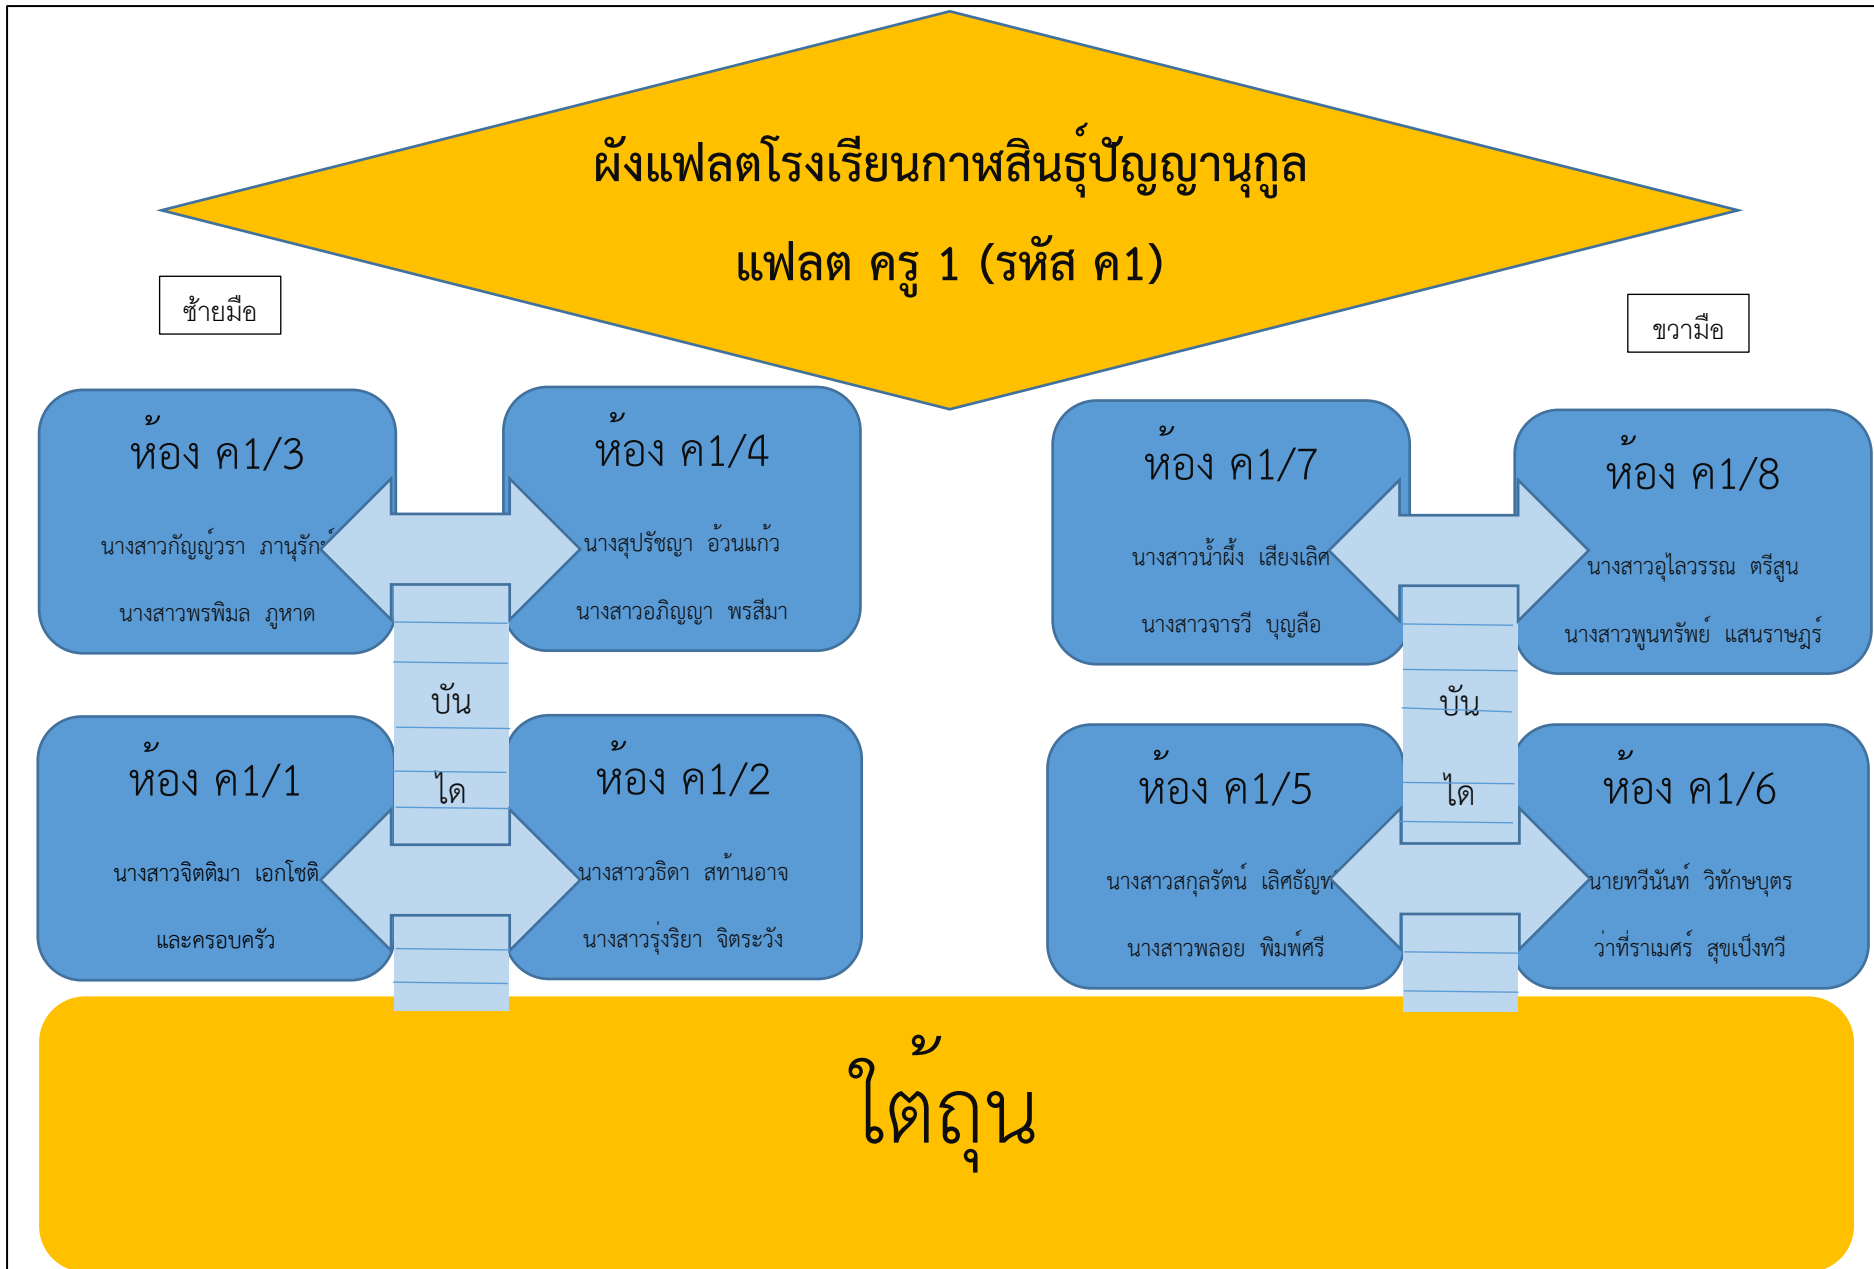 ผังแฟลตโรงเรียนกาฬสินธุ์ปัญญานุกูล
แฟลต ครู 1 (รหัส ค1)
ซ้ายมือ
ขวามือ
ห้อง ค1/3
นางสาวกัญญ์วรา ภานุรักษ์
นางสาวพรพิมล ภูหาด
ห้อง ค1/4
นางสุปรัชญา อ้วนแก้ว
นางสาวอภิญญา พรสีมา
ห้อง ค1/7
นางสาวน้ำผึ้ง เสียงเลิศ
นางสาวจารวี บุญลือ
ห้อง ค1/8
นางสาวอุไลวรรณ ตรีสูน
นางสาวพูนทรัพย์ แสนราษฎร์
บัน
ได
บัน
ได
ห้อง ค1/1
นางสาวจิตติมา เอกโชติ
และครอบครัว
ห้อง ค1/2
นางสาววธิดา สท้านอาจ
นางสาวรุ่งริยา จิตระวัง
ห้อง ค1/5
นางสาวสกุลรัตน์
นางสาวพลอย พิมพ์ศรี
ห้อง ค1/6
นายทวีนันท์ วิทักษบุตร
ว่าที่ราเมศร์ สุขเป็งทวี
ใต้ถุน